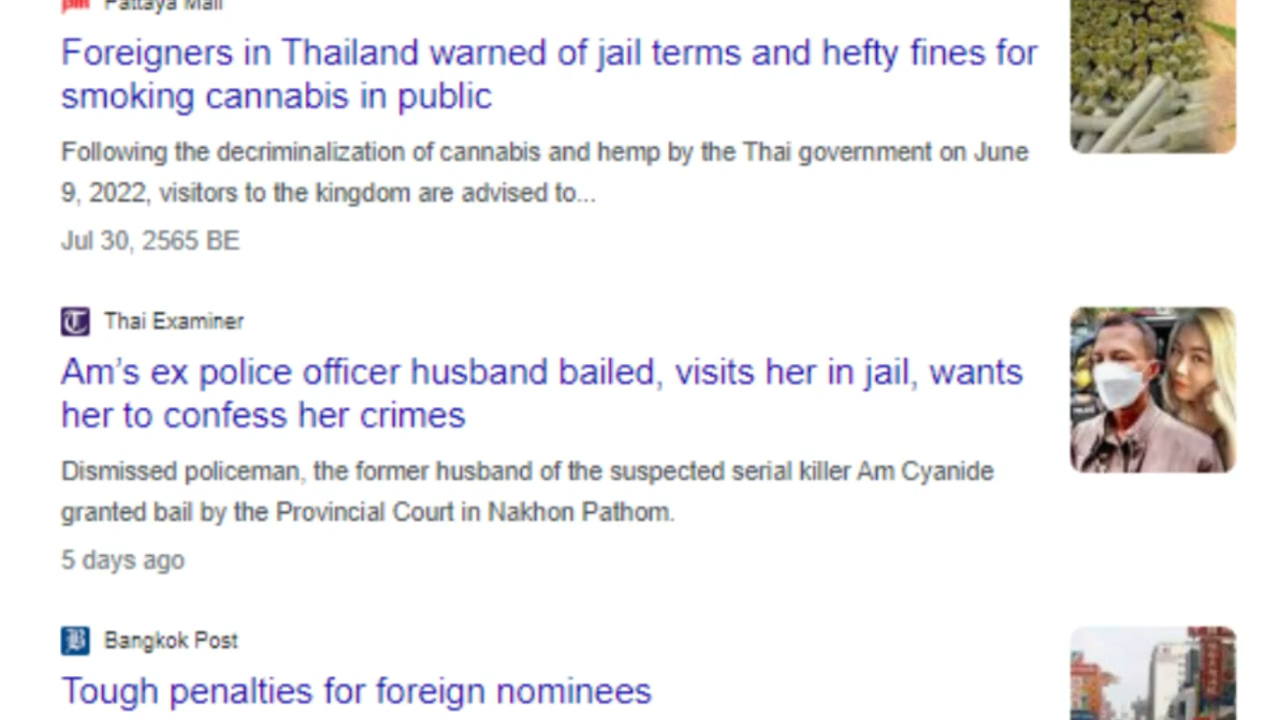 Pattaya Mail
Foreigners in Thailand warned of jail terms and hefty fines for
smoking cannabis in public
Following the decriminalization of cannabis and hemp by the Thai government on June
9, 2022, visitors to the kingdom are advised to...
Jul 30, 2565 BE
Thai Examiner
Am’s ex police officer husband bailed, visits her in jail, wants
her to confess her crimes
Dismissed policeman, the former husband of the suspected serial killer Am Cyanide
granted bail by the Provincial Court in Nakhon Pathom.
5 days ago
Bangkok Post
Tough penalties for foreign nominees